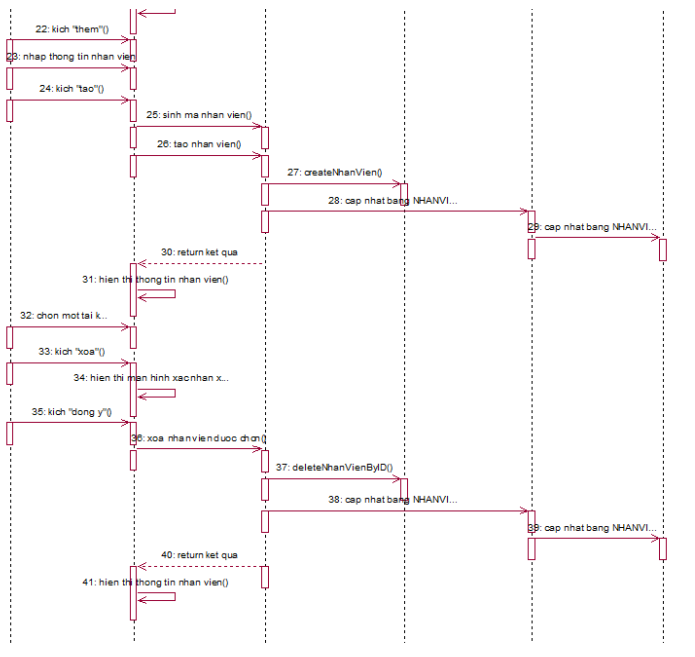 22: kich "them"()
23: nhap thong tin nhan vien
24: kich "tao"()
25: sinh ma nhan vien()
26: tao nhan vien()
27: createNhanVien()
28: cap nhat bang NHANVI...
29: cap nhat bang NHANVI...
30: return ket qua
31: hien thi thong tin nhan vien()
32: chon mot tai k...
33: kich "xoa"()
34: hien thi man hinh xac nhan x...
35: kich "dong y"()
36: xoa nhan vien duoc chon()
37: deleteNhanVienByID()
38: cap nhat bang NHANVI...
39: cap nhat bang NHANVI...
40: return ket qua
41: hien thi thong tin nhan vien()